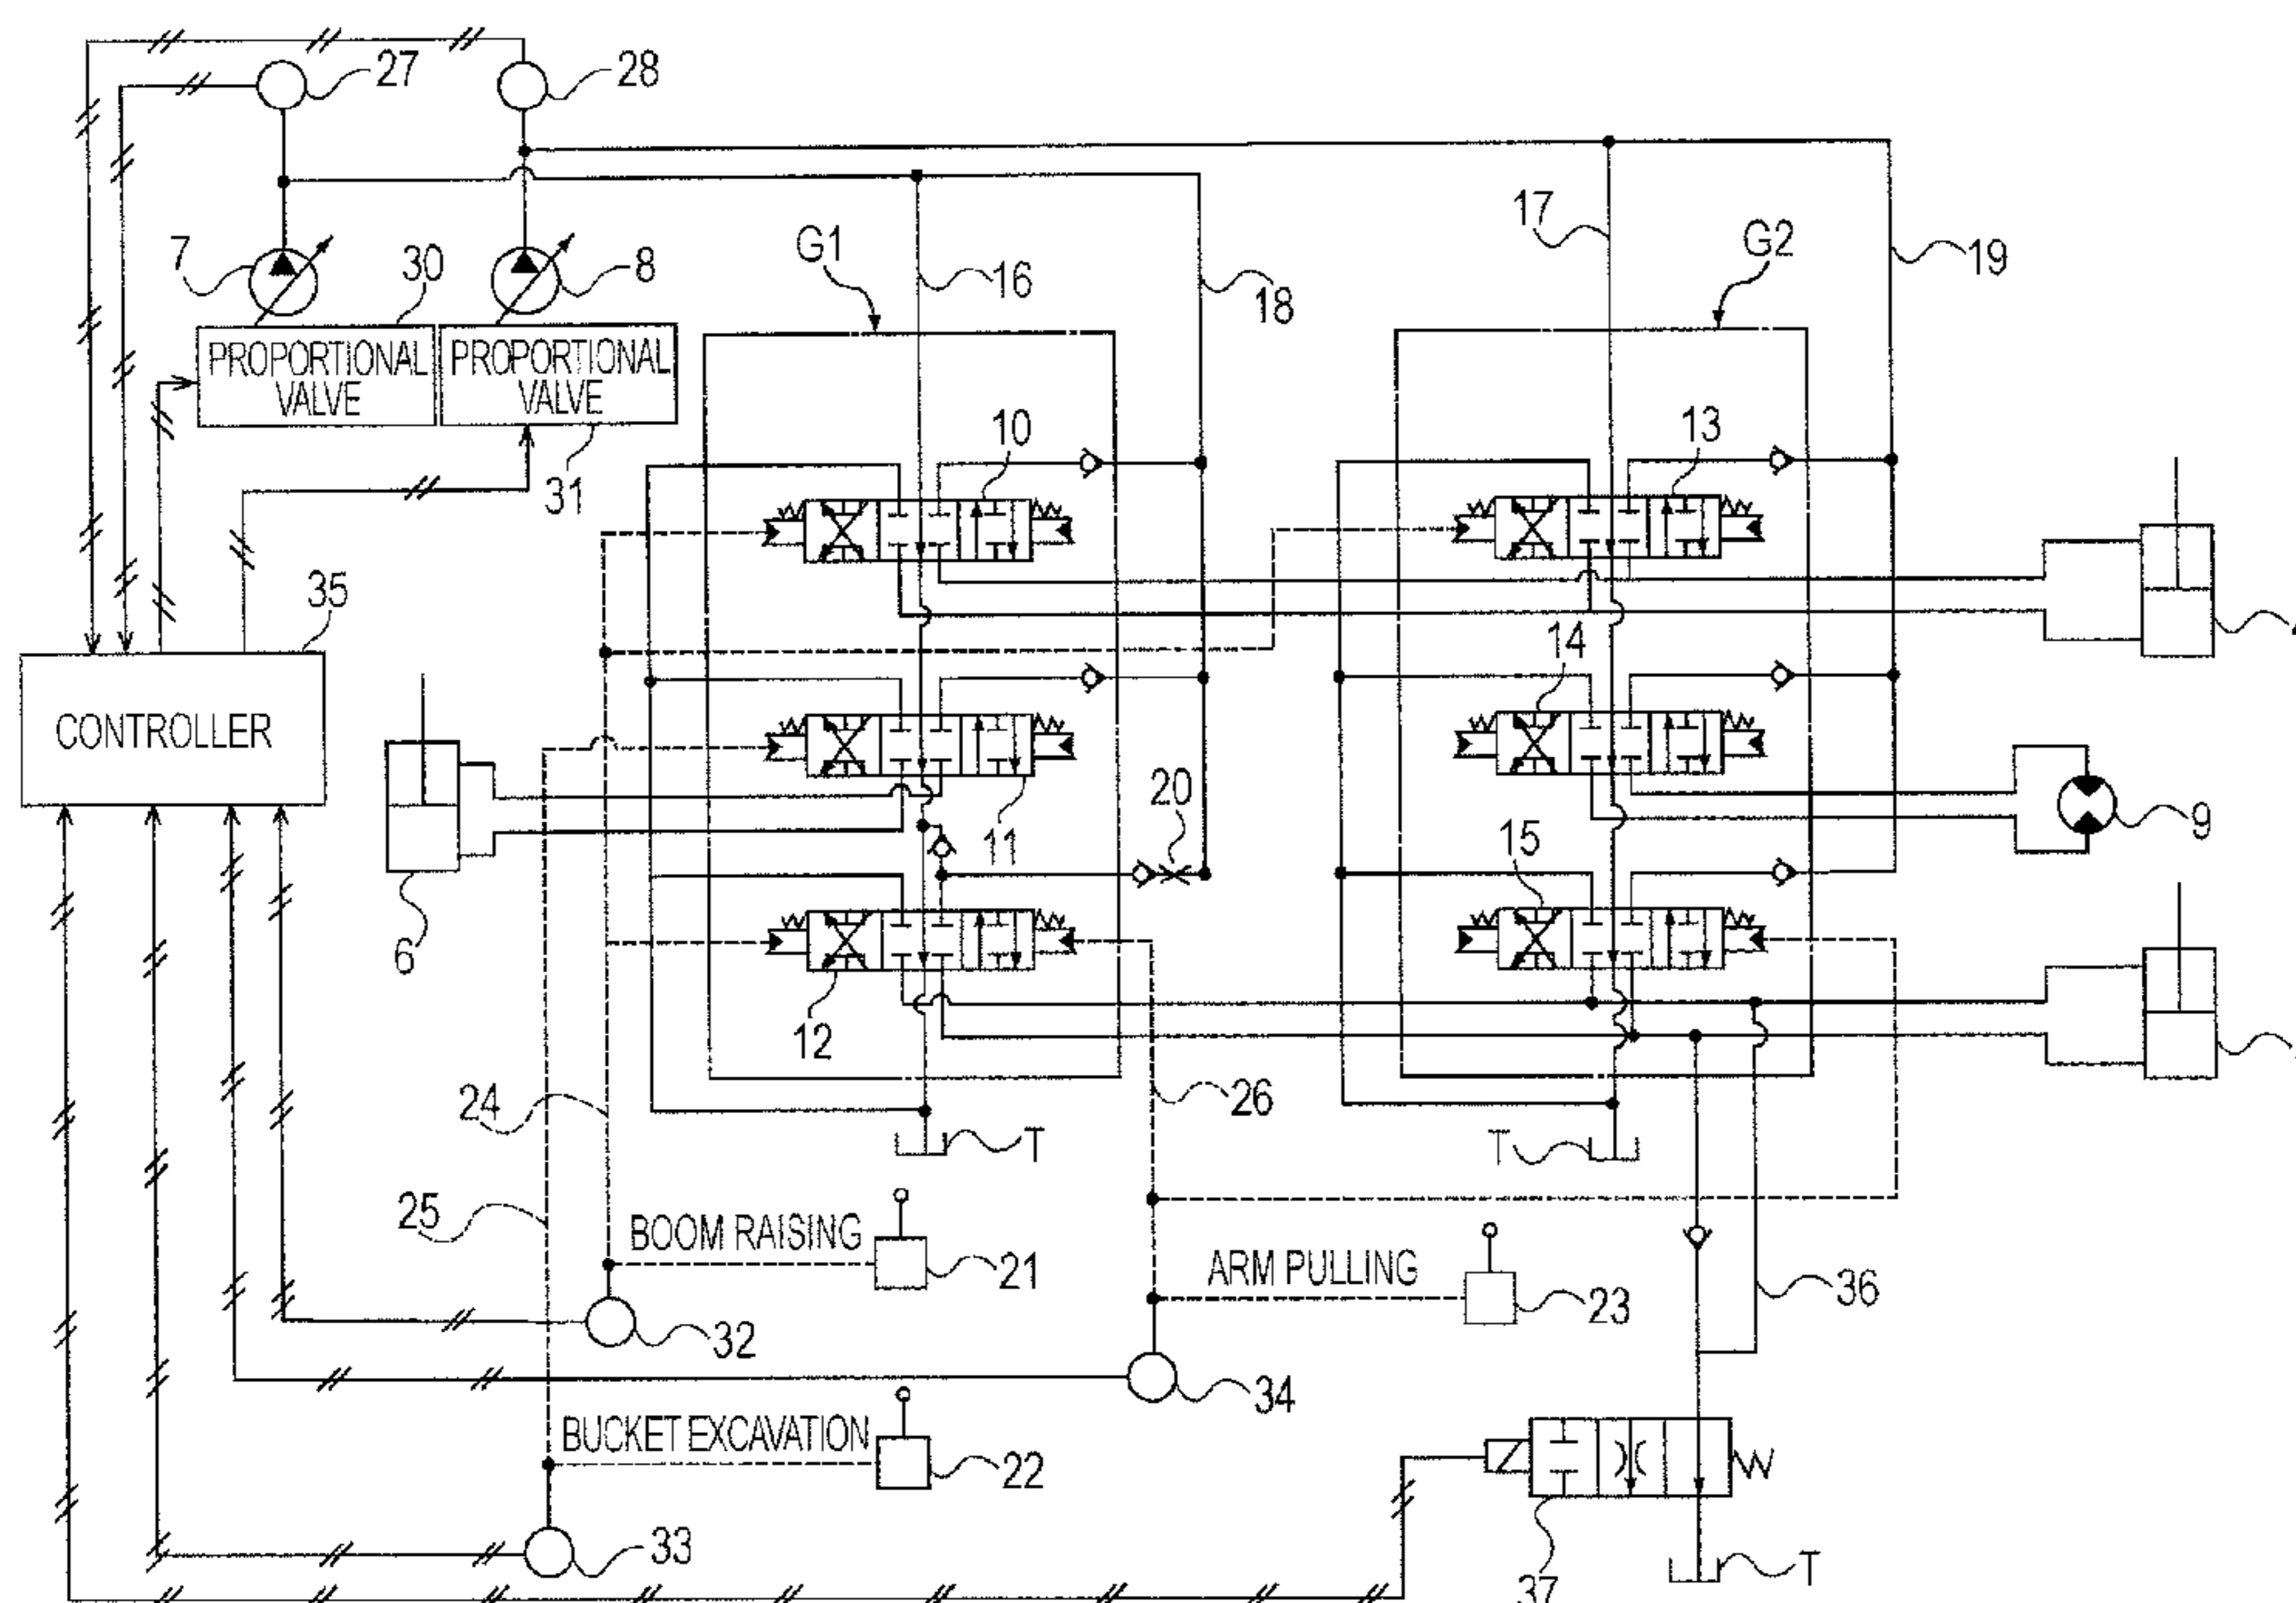 27
28
17
G1
G2
7
30
8
16
18
19
PROPORTIONAL
VALVE
PROPORTIONAL
VALVE
10
13
31
35
14
CONTROLLER
20
11
15
9
6
12
24
26
T
T
25
BOOM RAISING
21
ARM PULLING
23
36
32
34
BUCKET EXCAVATION
22
33
37
T